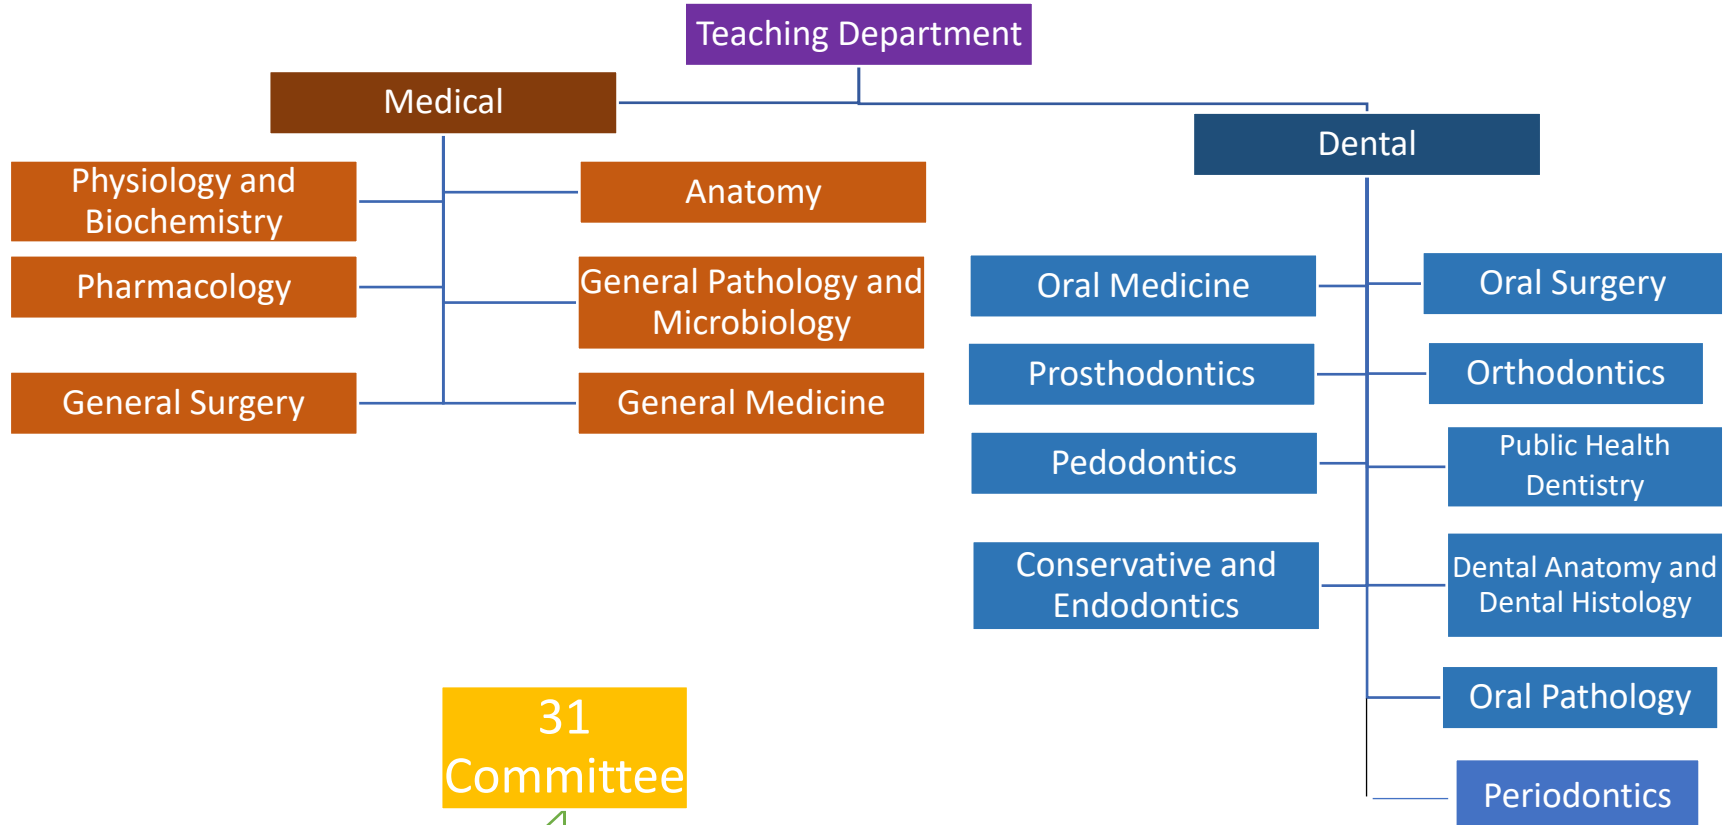 Teaching Department
Medical
Dental
Physiology and
Biochemistry
Anatomy
Pharmacology
General Pathology and
Microbiology
General Surgery
General Medicine
Oral Medicine
Oral Surgery
Prosthodontics
Orthodontics
Pedodontics
Public Health
Dentistry
Conservative and
Endodontics
Dental Anatomy and
Dental Histology
Oral Pathology
Periodontics
31
Committee